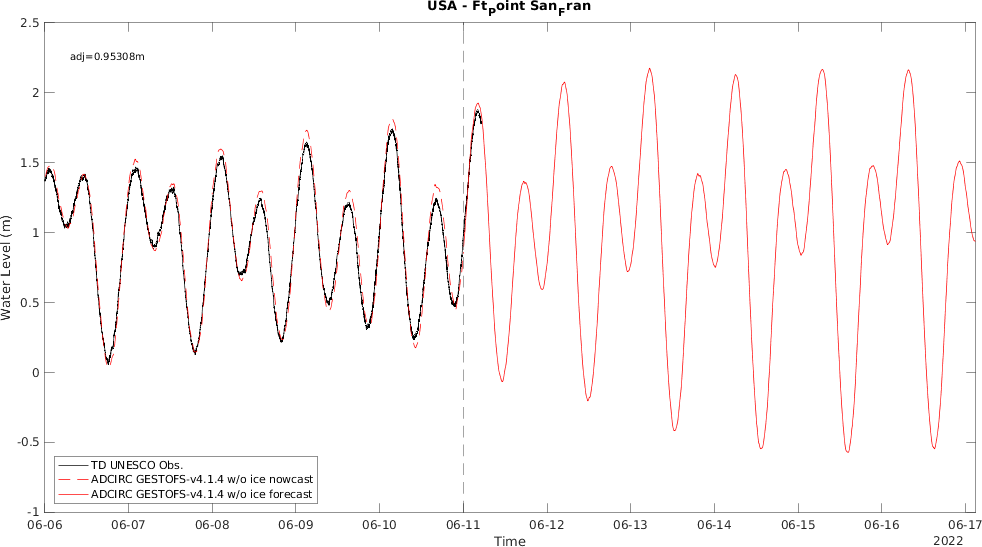 USA - FtPoint SanFran
adj=0.95308m
2.5
2
1.5
1
0.5
0
-0.5
-1
Water Level (m)
TD UNESCO Obs.
ADCIRC GESTOFS-v4.1.4 w/o ice nowcast
ADCIRC GESTOFS-v4.1.4 w/o ice forecast
06-06 06-07 06-08 06-09 06-10 06-11 06-12 06-13 06-14 06-15 06-16 06-17
Time
2022